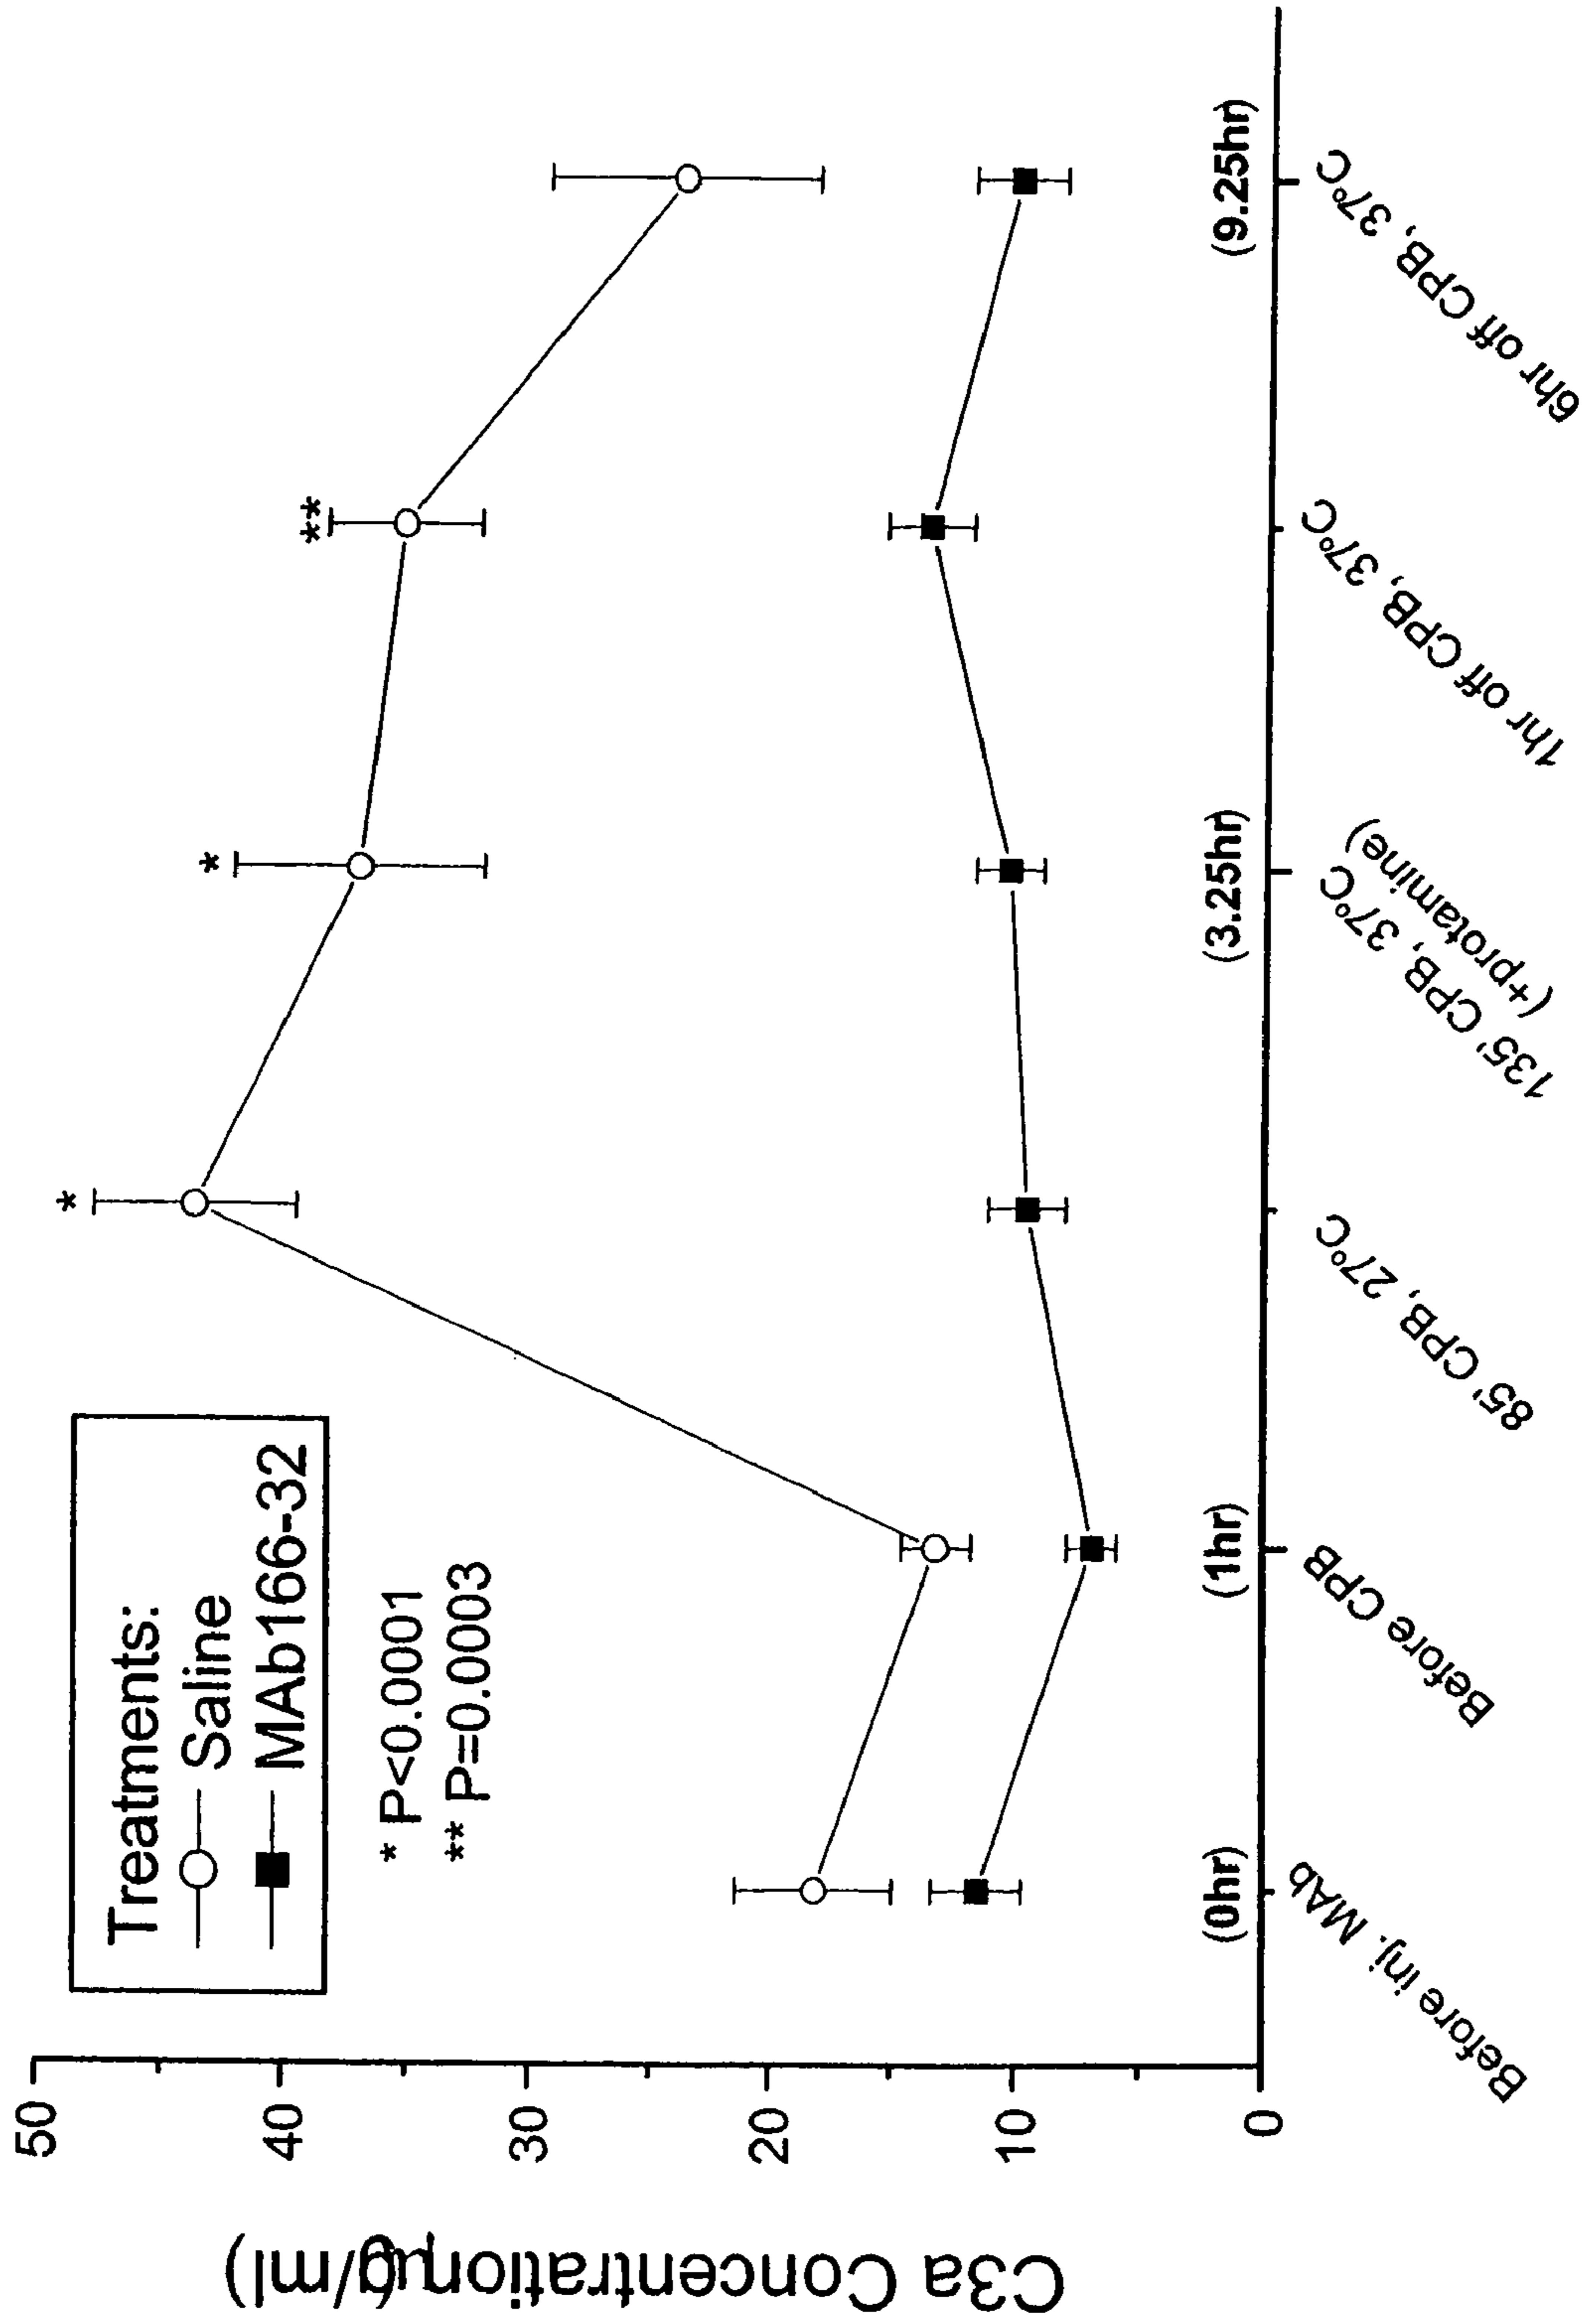 C3a Concentration(µg/ml)
50
40
30
20
10
0
Treatments:
Saline
MAb166-32
* P<0.0001
** P=0.0003
*
*
**
(0hr)
(1hr)
(3.25hr)
(9.25hr)
Before inj. MAb
Before CPB
85' CPB, 27°C
135' CPB, 37°C
(+protamine)
1hr off CPB, 37°C
6hr off CPB, 37°C